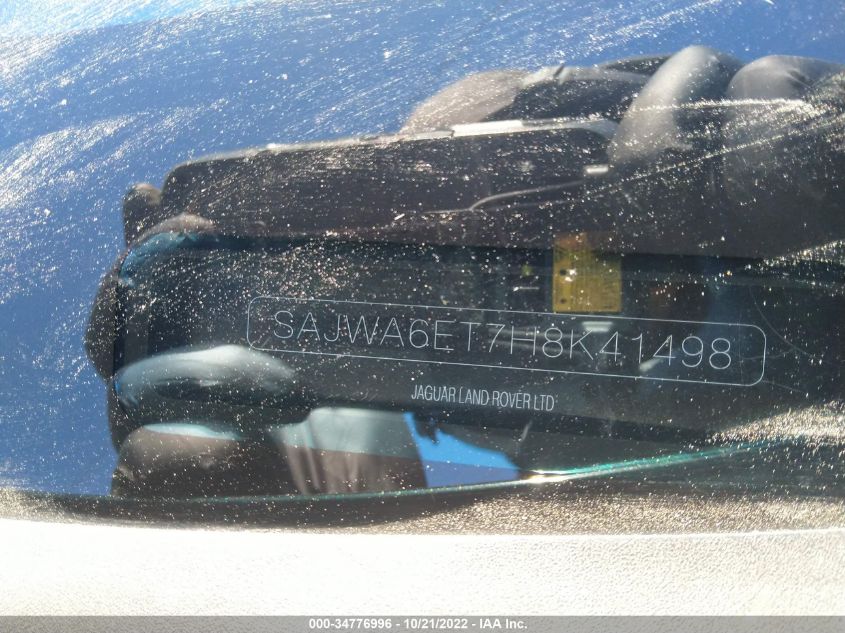 SAJWA6ET7H8K41498
JAGUAR LAND ROVER LTD
000-34776996 - 10/21/2022 - IAA Inc.